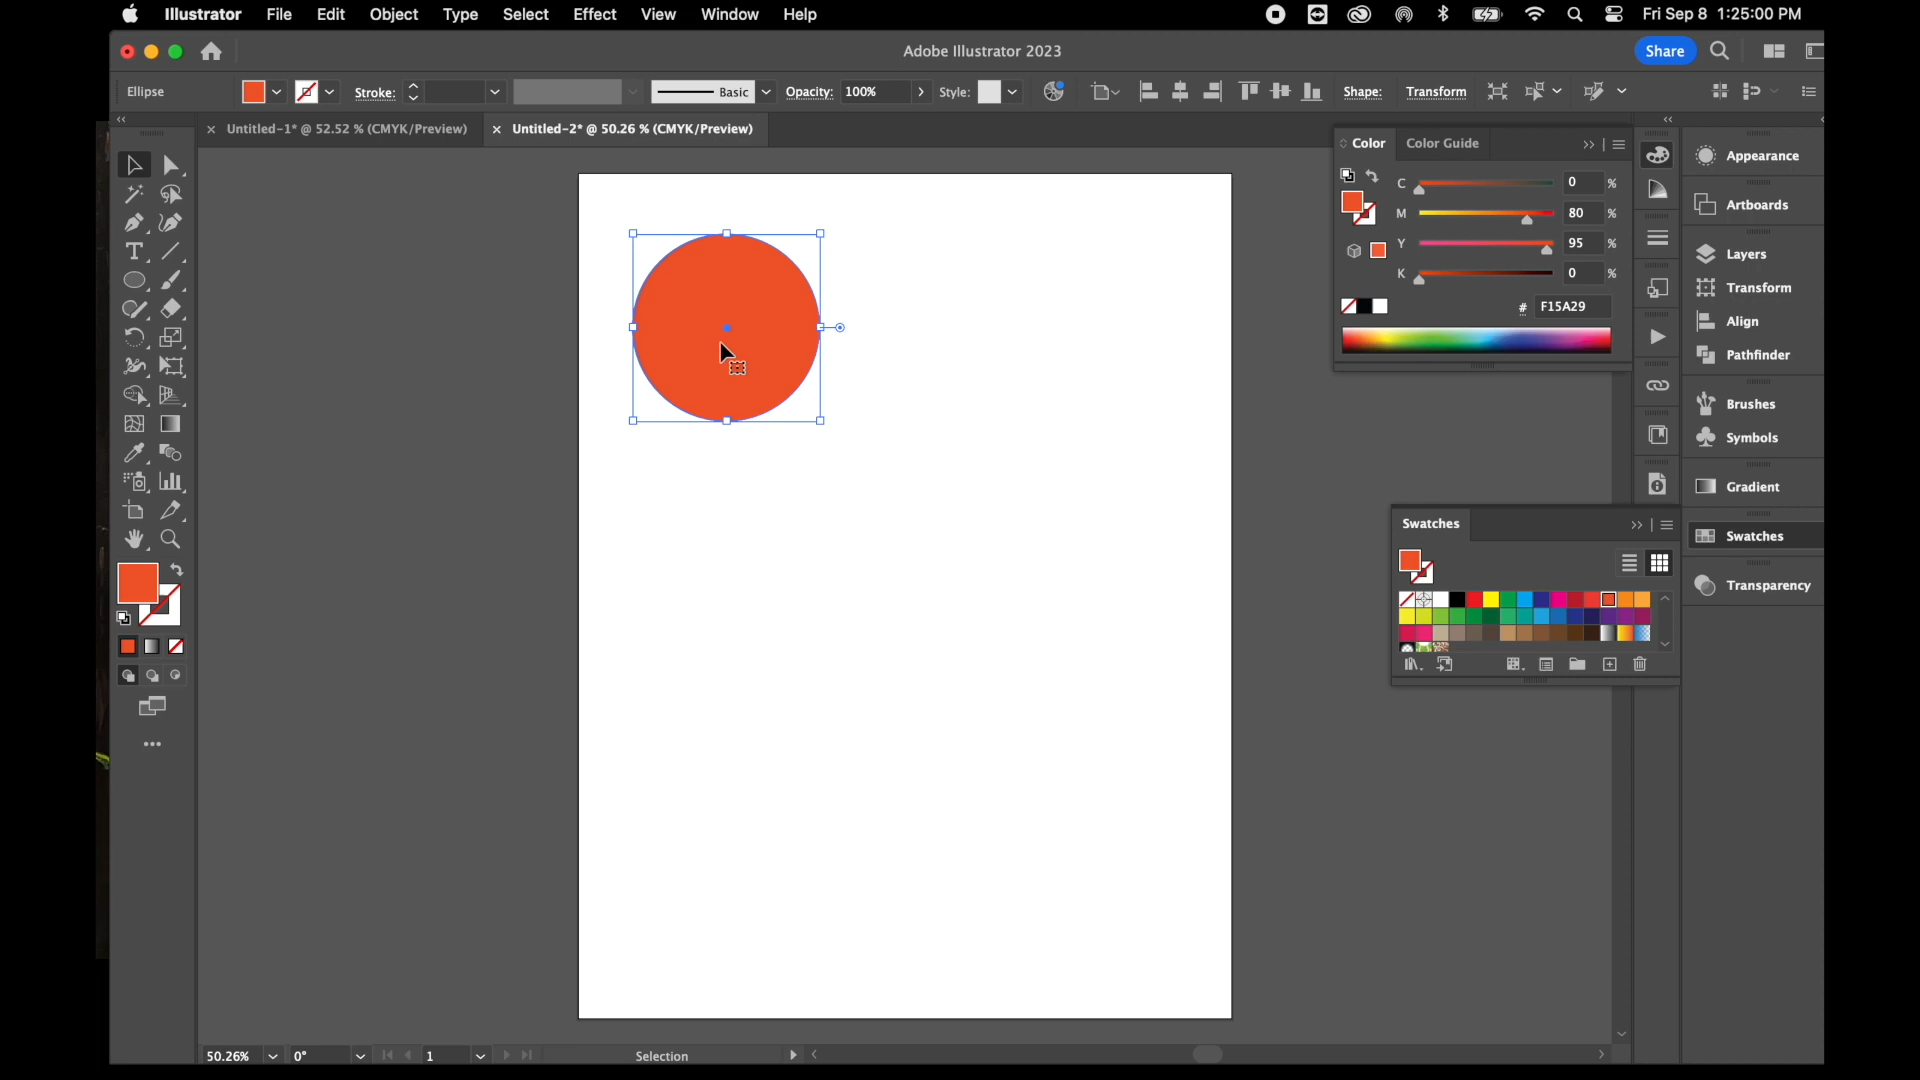 Illustrator File Edit Object Type Select Effect View Window Help Fri Sep 8 1:25:00 PM
Adobe Illustrator 2023 Share
Ellipse Stroke: Basic Opacity: 100% Style: Shape: Transform
× Untitled-1* @ 52.52 % (CMYK/Preview) × Untitled-2* @ 50.26 % (CMYK/Preview)
Color Color Guide
C 0 %
M 80 %
Y 95 %
K 0 %
# F15A29
Appearance
Artboards
Layers
Transform
Align
Pathfinder
Brushes
Symbols
Gradient
Swatches
Transparency
Swatches
50.26% 0° 1 Selection